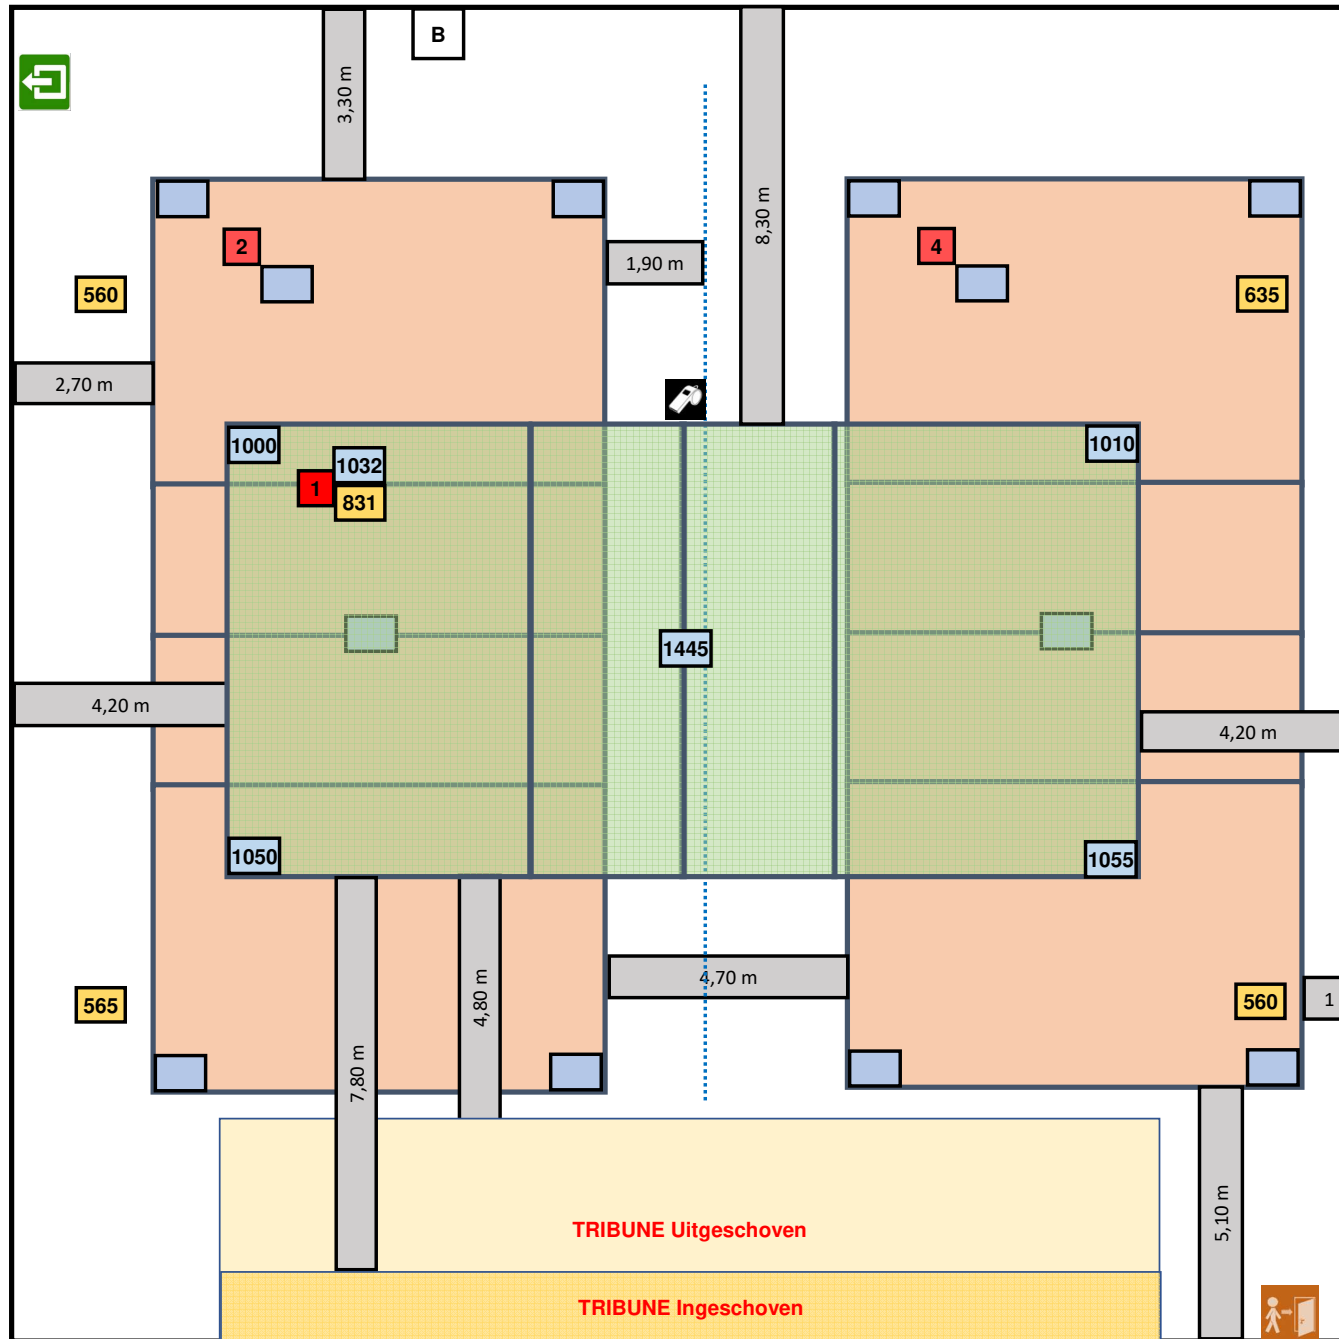 B
3,30 m
8,30 m
2
4
1,90 m
560
635
2,70 m
1000
1032
1010
1
831
1445
4,20 m
4,20 m
1050
1055
4,80 m
4,70 m
565
560
1
7,80 m
5,10 m
TRIBUNE Uitgeschoven
TRIBUNE Ingeschoven